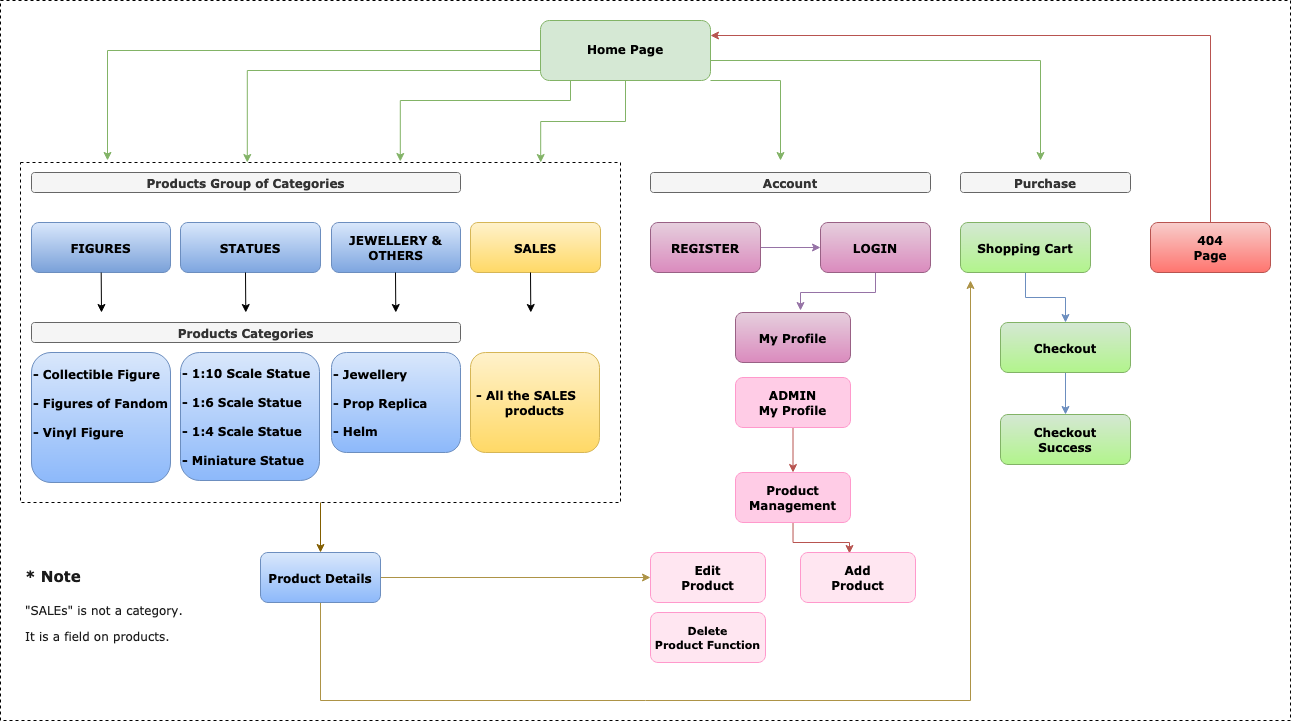 Home Page
Products Group of Categories
Account
Purchase
FIGURES
STATUES
JEWELLERY &
OTHERS
SALES
REGISTER
LOGIN
Shopping Cart
404
Page
Products Categories
My Profile
Checkout
- Collectible Figure
- Figures of Fandom
- Vinyl Figure
- 1:10 Scale Statue
- 1:6 Scale Statue
- 1:4 Scale Statue
- Miniature Statue
- Jewellery
- Prop Replica
- Helm
- All the SALES
products
ADMIN
My Profile
Checkout
Success
Product
Management
Product Details
Edit
Product
Add
Product
Delete
Product Function
* Note
"SALEs" is not a category.
It is a field on products.